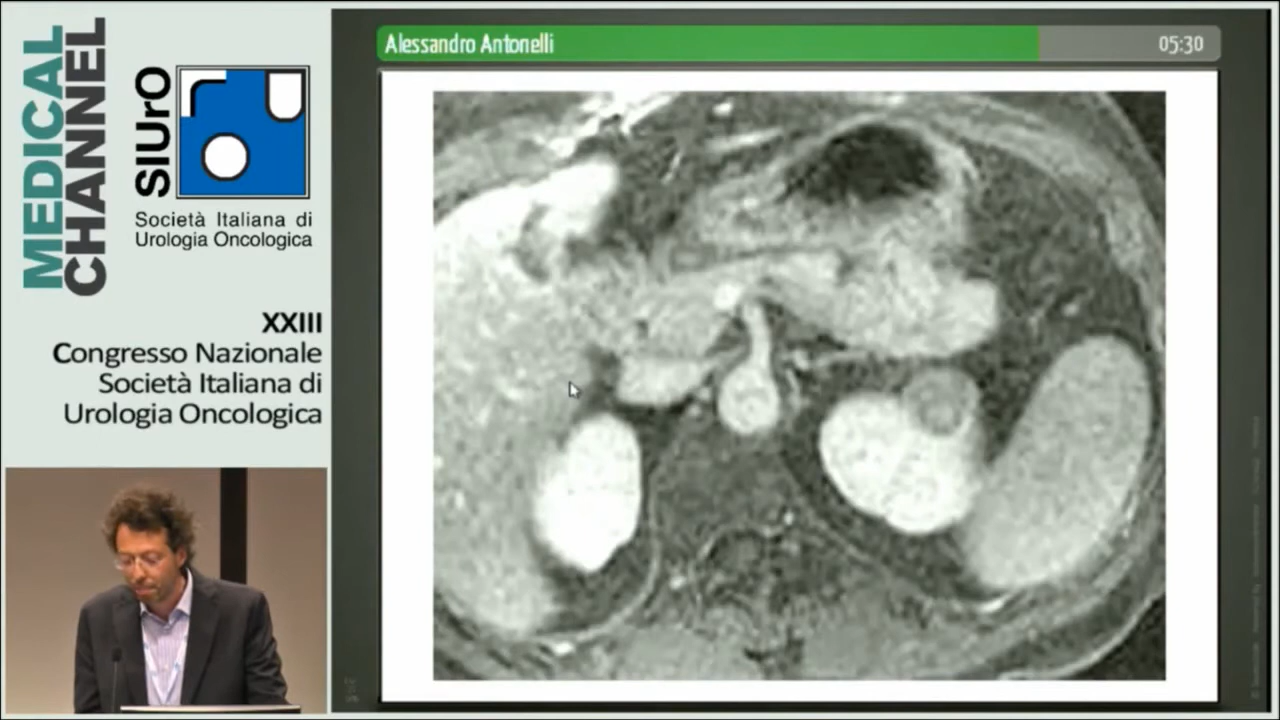 MEDICAL
CHANNEL
SIUrO
Società Italiana di
Urologia Oncologica
XXIII
Congresso Nazionale
Società Italiana di
Urologia Oncologica
Alessandro Antonelli
05:30